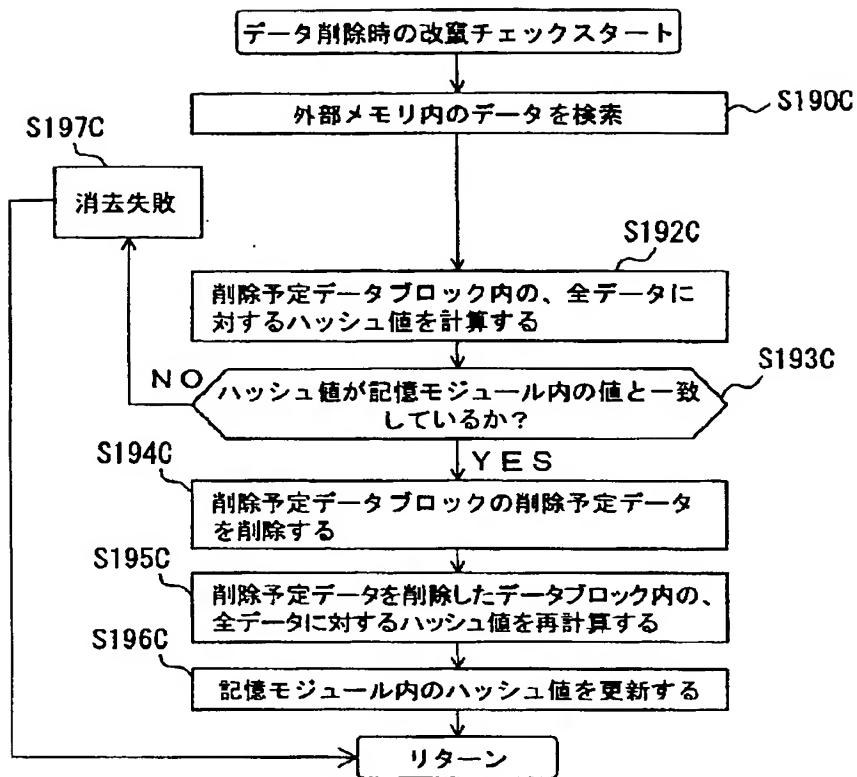 データ削除時の改竄チェックスタート
外部メモリ内のデータを検索
S190C
S197C
消去失敗
S192C
削除予定データブロック内の、全データに
対するハッシュ値を計算する
S193C
NO
ハッシュ値が記憶モジュール内の値と一致
しているか？
YES
S194C
削除予定データブロックの削除予定データ
を削除する
S195C
削除予定データを削除したデータブロック内の、
全データに対するハッシュ値を再計算する
S196C
記憶モジュール内のハッシュ値を更新する
リターン